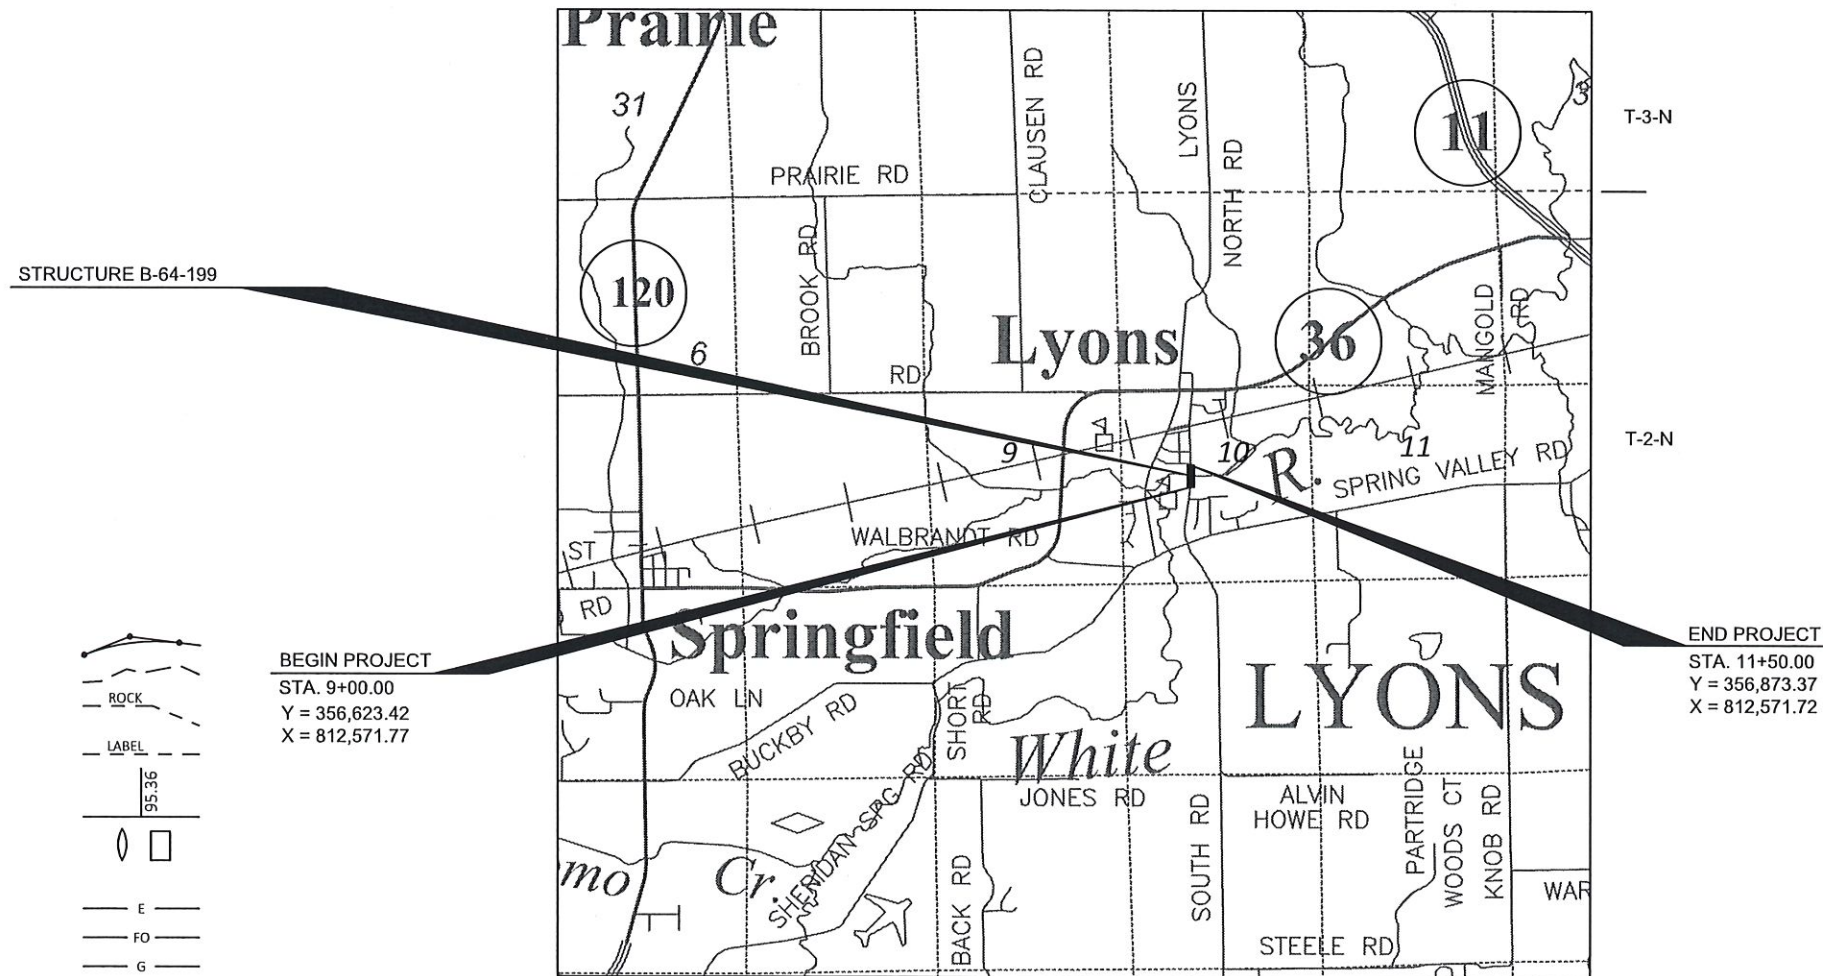 Prairie
31
PRAIRIE RD
CLAUSEN RD
LYONS
NORTH RD
11
3
T-3-N
STRUCTURE B-64-199
120
BROOK RD
6
RD
Lyons
36
MANGOLD
RD
T-2-N
9
10
11
R.
SPRING VALLEY RD
WALBRANDT RD
ST
RD
Springfield
BEGIN PROJECT
STA. 9+00.00
Y = 356,623.42
X = 812,571.77
END PROJECT
STA. 11+50.00
Y = 356,873.37
X = 812,571.72
OAK LN
BUCKBY RD
SHORT
RD
LYONS
White
JONES RD
SOUTH RD
ALVIN
HOWE RD
PARTRIDGE
WOODS CT
KNOB RD
SHERIDAN SPG RD
Cr.
mo
BACK RD
WAR
STEELE RD
ROCK
LABEL
95.36
E
FO
G